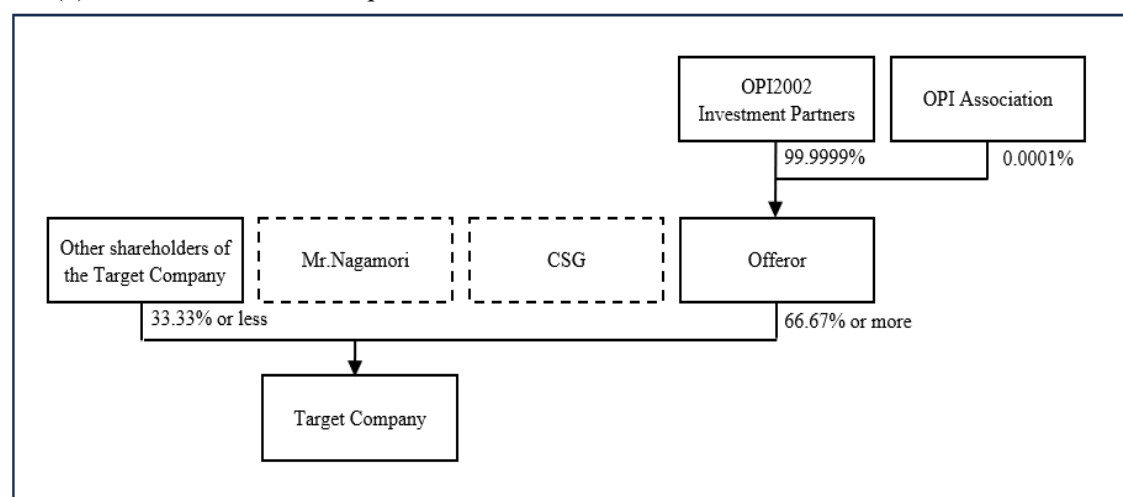 OPI2002
Investment Partners
OPI Association
99.9999%
0.0001%
Other shareholders of
the Target Company
Mr.Nagamori
CSG
Offeror
33.33% or less
66.67% or more
Target Company